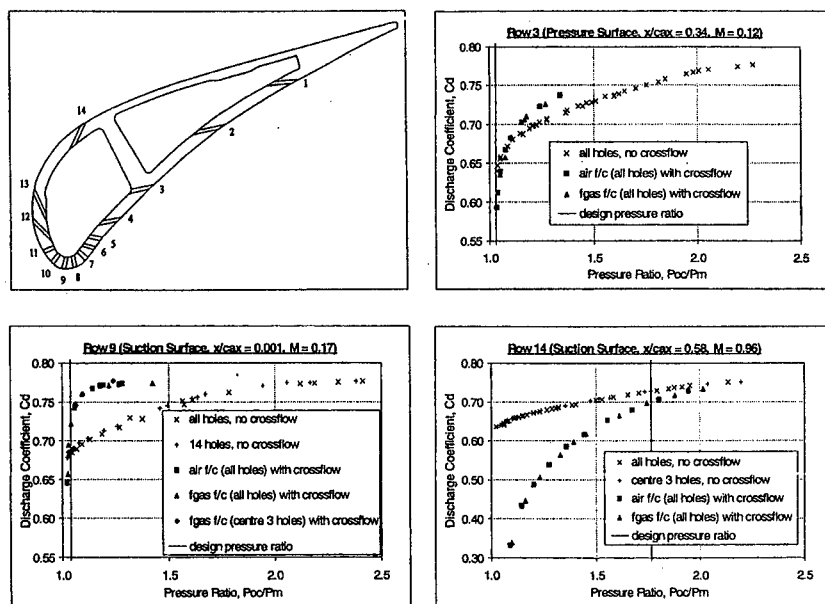 14
1
2
3
4
5
6
7
8
9
10
11
12
13
Row 3 (Pressure Surface, x/cax = 0.34, M = 0.12)
Discharge Coefficient, Cd
0.80
0.75
0.70
0.65
0.60
0.55
all holes, no crossflow
air f/c (all holes) with crossflow
fgas f/c (all holes) with crossflow
design pressure ratio
1.0 1.5 2.0 2.5
Pressure Ratio, Poc/Pm
Row 9 (Suction Surface, x/cax = 0.001, M = 0.17)
Discharge Coefficient, Cd
0.80
0.75
0.70
0.65
0.60
0.55
all holes, no crossflow
14 holes, no crossflow
air f/c (all holes) with crossflow
fgas f/c (all holes) with crossflow
fgas f/c (centre 3 holes) with crossflow
design pressure ratio
1.0 1.5 2.0 2.5
Pressure Ratio, Poc/Pm
Row 14 (Suction Surface, x/cax = 0.58, M = 0.96)
Discharge Coefficient, Cd
0.80
0.70
0.60
0.50
0.40
0.30
all holes, no crossflow
centre 3 holes, no crossflow
air f/c (all holes) with crossflow
fgas f/c (all holes) with crossflow
design pressure ratio
1.0 1.5 2.0 2.5
Pressure Ratio, Poc/Pm